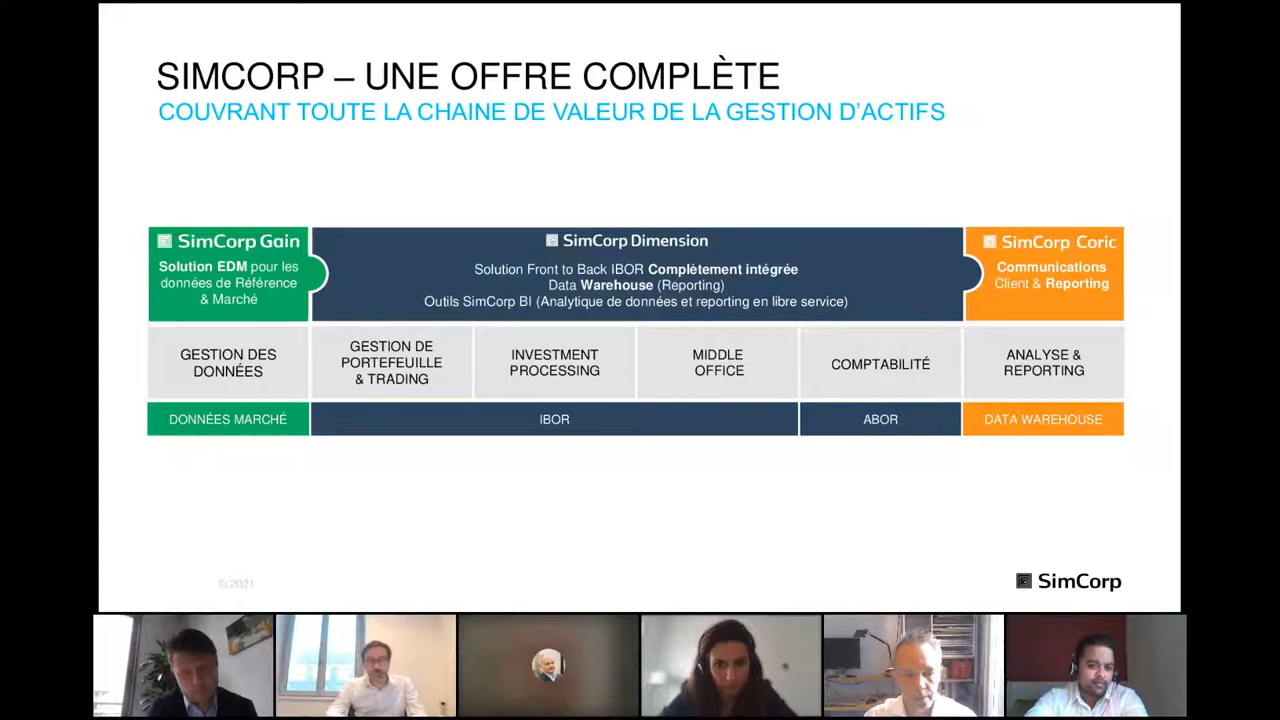 SIMCORP – UNE OFFRE COMPLÈTE
COUVRANT TOUTE LA CHAINE DE VALEUR DE LA GESTION D’ACTIFS
SimCorp Gain
Solution EDM pour les
données de Référence
& Marché
SimCorp Dimension
Solution Front to Back IBOR Complètement intégrée
Data Warehouse (Reporting)
Outils SimCorp BI (Analytique de données et reporting en libre service)
SimCorp Coric
Communications
Client & Reporting
GESTION DES
DONNÉES
GESTION DE
PORTEFEUILLE
& TRADING
INVESTMENT
PROCESSING
MIDDLE
OFFICE
COMPTABILITÉ
ANALYSE &
REPORTING
DONNÉES MARCHÉ
IBOR
ABOR
DATA WAREHOUSE
© 2021
SimCorp